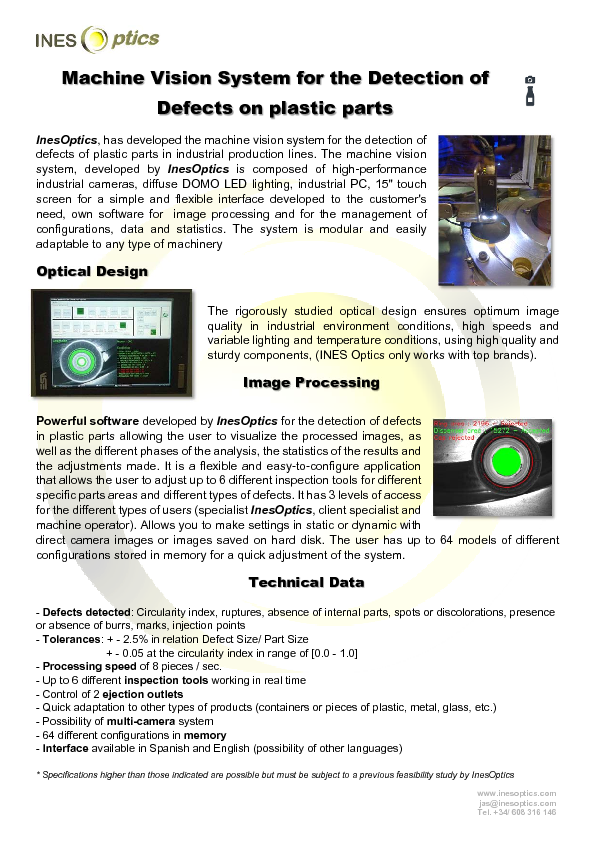 INES Optics
Machine Vision System for the Detection of
Defects on plastic parts
InesOptics, has developed the machine vision system for the detection of
defects of plastic parts in industrial production lines. The machine vision
system, developed by InesOptics is composed of high-performance
industrial cameras, diffuse DOMO LED lighting, industrial PC, 15" touch
screen for a simple and flexible interface developed to the customer's
need, own software for image processing and for the management of
configurations, data and statistics. The system is modular and easily
adaptable to any type of machinery
Optical Design
The rigorously studied optical design ensures optimum image
quality in industrial environment conditions, high speeds and
variable lighting and temperature conditions, using high quality and
sturdy components, (INES Optics only works with top brands).
Image Processing
Powerful software developed by InesOptics for the detection of defects
in plastic parts allowing the user to visualize the processed images, as
well as the different phases of the analysis, the statistics of the results and
the adjustments made. It is a flexible and easy-to-configure application
that allows the user to adjust up to 6 different inspection tools for different
specific parts areas and different types of defects. It has 3 levels of access
for the different types of users (specialist InesOptics, client specialist and
machine operator). Allows you to make settings in static or dynamic with
direct camera images or images saved on hard disk. The user has up to 64 models of different
configurations stored in memory for a quick adjustment of the system.
Technical Data
- Defects detected: Circularity index, ruptures, absence of internal parts, spots or discolorations, presence
or absence of burrs, marks, injection points
- Tolerances: + - 2.5% in relation Defect Size/ Part Size
+ - 0.05 at the circularity index in range of [0.0 - 1.0]
- Processing speed of 8 pieces / sec.
- Up to 6 different inspection tools working in real time
- Control of 2 ejection outlets
- Quick adaptation to other types of products (containers or pieces of plastic, metal, glass, etc.)
- Possibility of multi-camera system
- 64 different configurations in memory
- Interface available in Spanish and English (possibility of other languages)
* Specifications higher than those indicated are possible but must be subject to a previous feasibility study by InesOptics
www.inesoptics.com
jas@inesoptics.com
Tel. +34/ 608 316 146